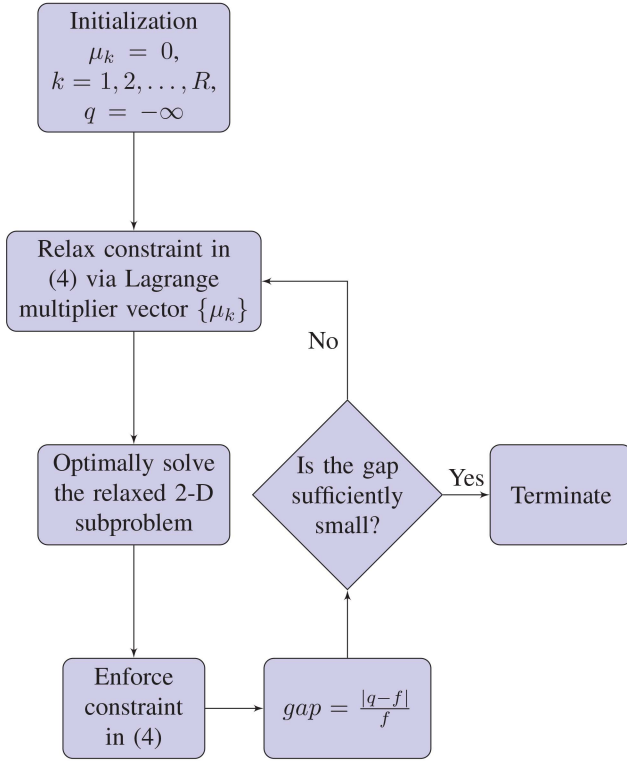 Initialization
μ_k = 0,
k = 1, 2, . . . , R,
q = −∞
Relax constraint in
(4) via Lagrange
multiplier vector {μ_k}
No
Optimally solve
the relaxed 2-D
subproblem
Is the gap
sufficiently
small?
Yes
Terminate
Enforce
constraint
in (4)
gap = |q−f|/f